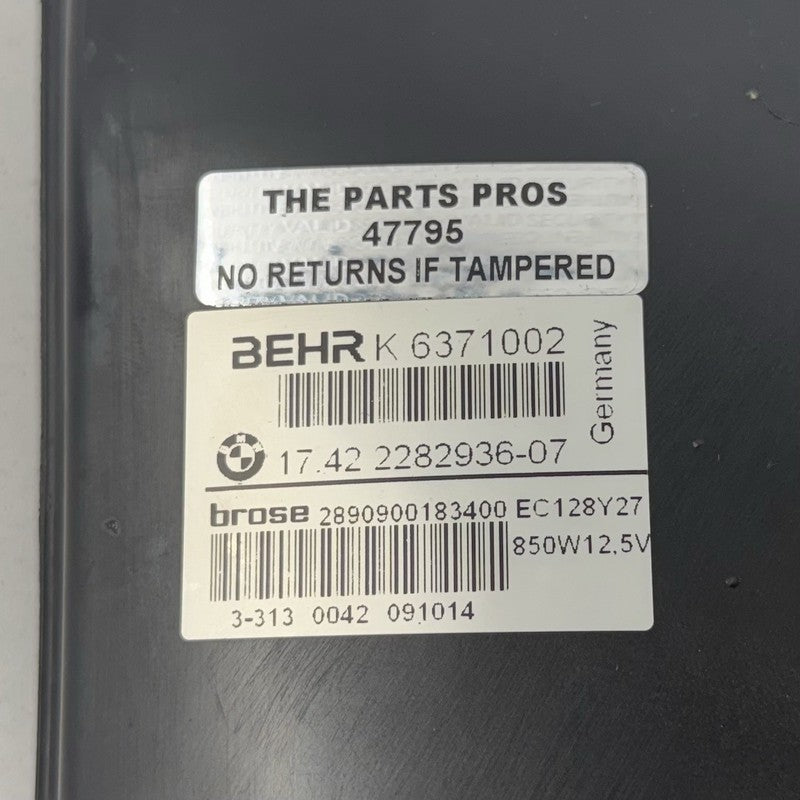 THE PARTS PROS
47795
NO RETURNS IF TAMPERED
BEHR K 6371002
Germany
BMW 17.42 2282936-07
brose 2890900183400 EC128Y27
850W12,5V
3-313 0042 091014